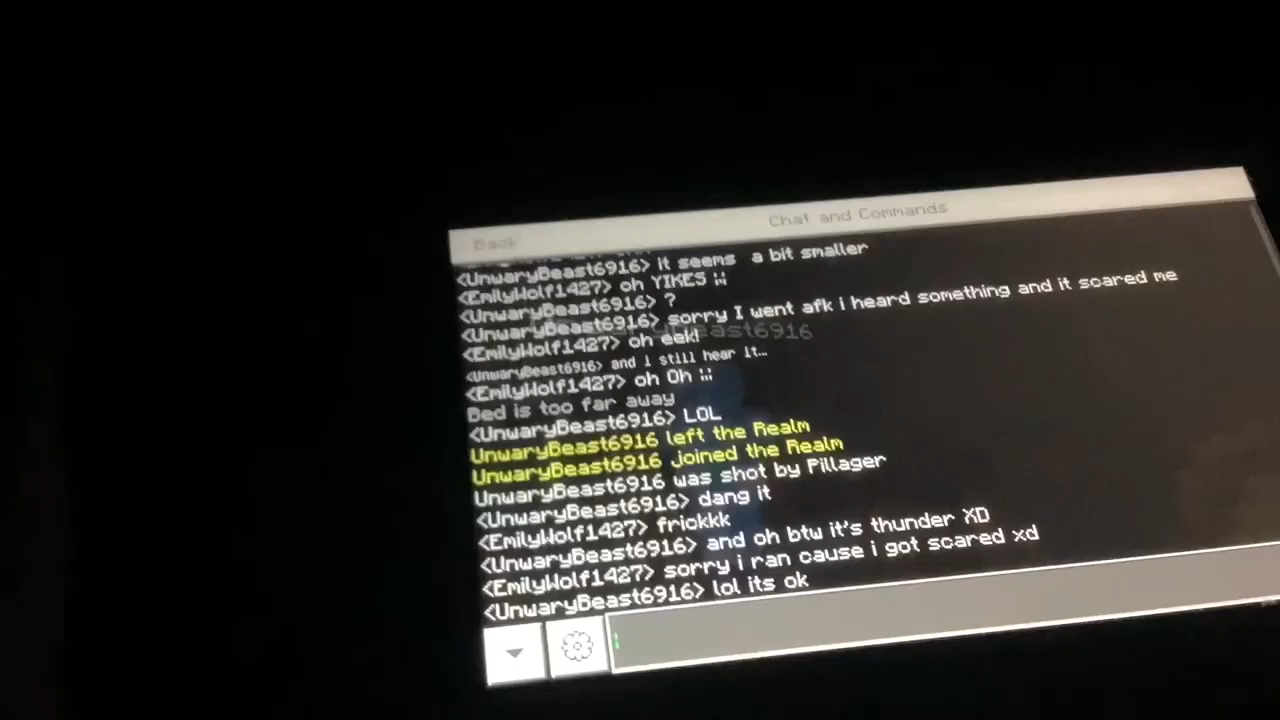 Chat and Commands
Back
<UnwaryBeast6916> it seems a bit smaller
<EmilyWolf1427> oh YIKES ;;
<UnwaryBeast6916> ?
<UnwaryBeast6916> sorry I went afk i heard something and it scared me
<EmilyWolf1427> oh eek!
<UnwaryBeast6916> and i still hear it...
<EmilyWolf1427> oh Oh ;;
Bed is too far away
<UnwaryBeast6916> LOL
UnwaryBeast6916 left the Realm
UnwaryBeast6916 joined the Realm
UnwaryBeast6916 was shot by Pillager
<UnwaryBeast6916> dang it
<EmilyWolf1427> frickkk
<UnwaryBeast6916> and oh btw it's thunder XD
<EmilyWolf1427> sorry i ran cause i got scared xd
<UnwaryBeast6916> lol its ok